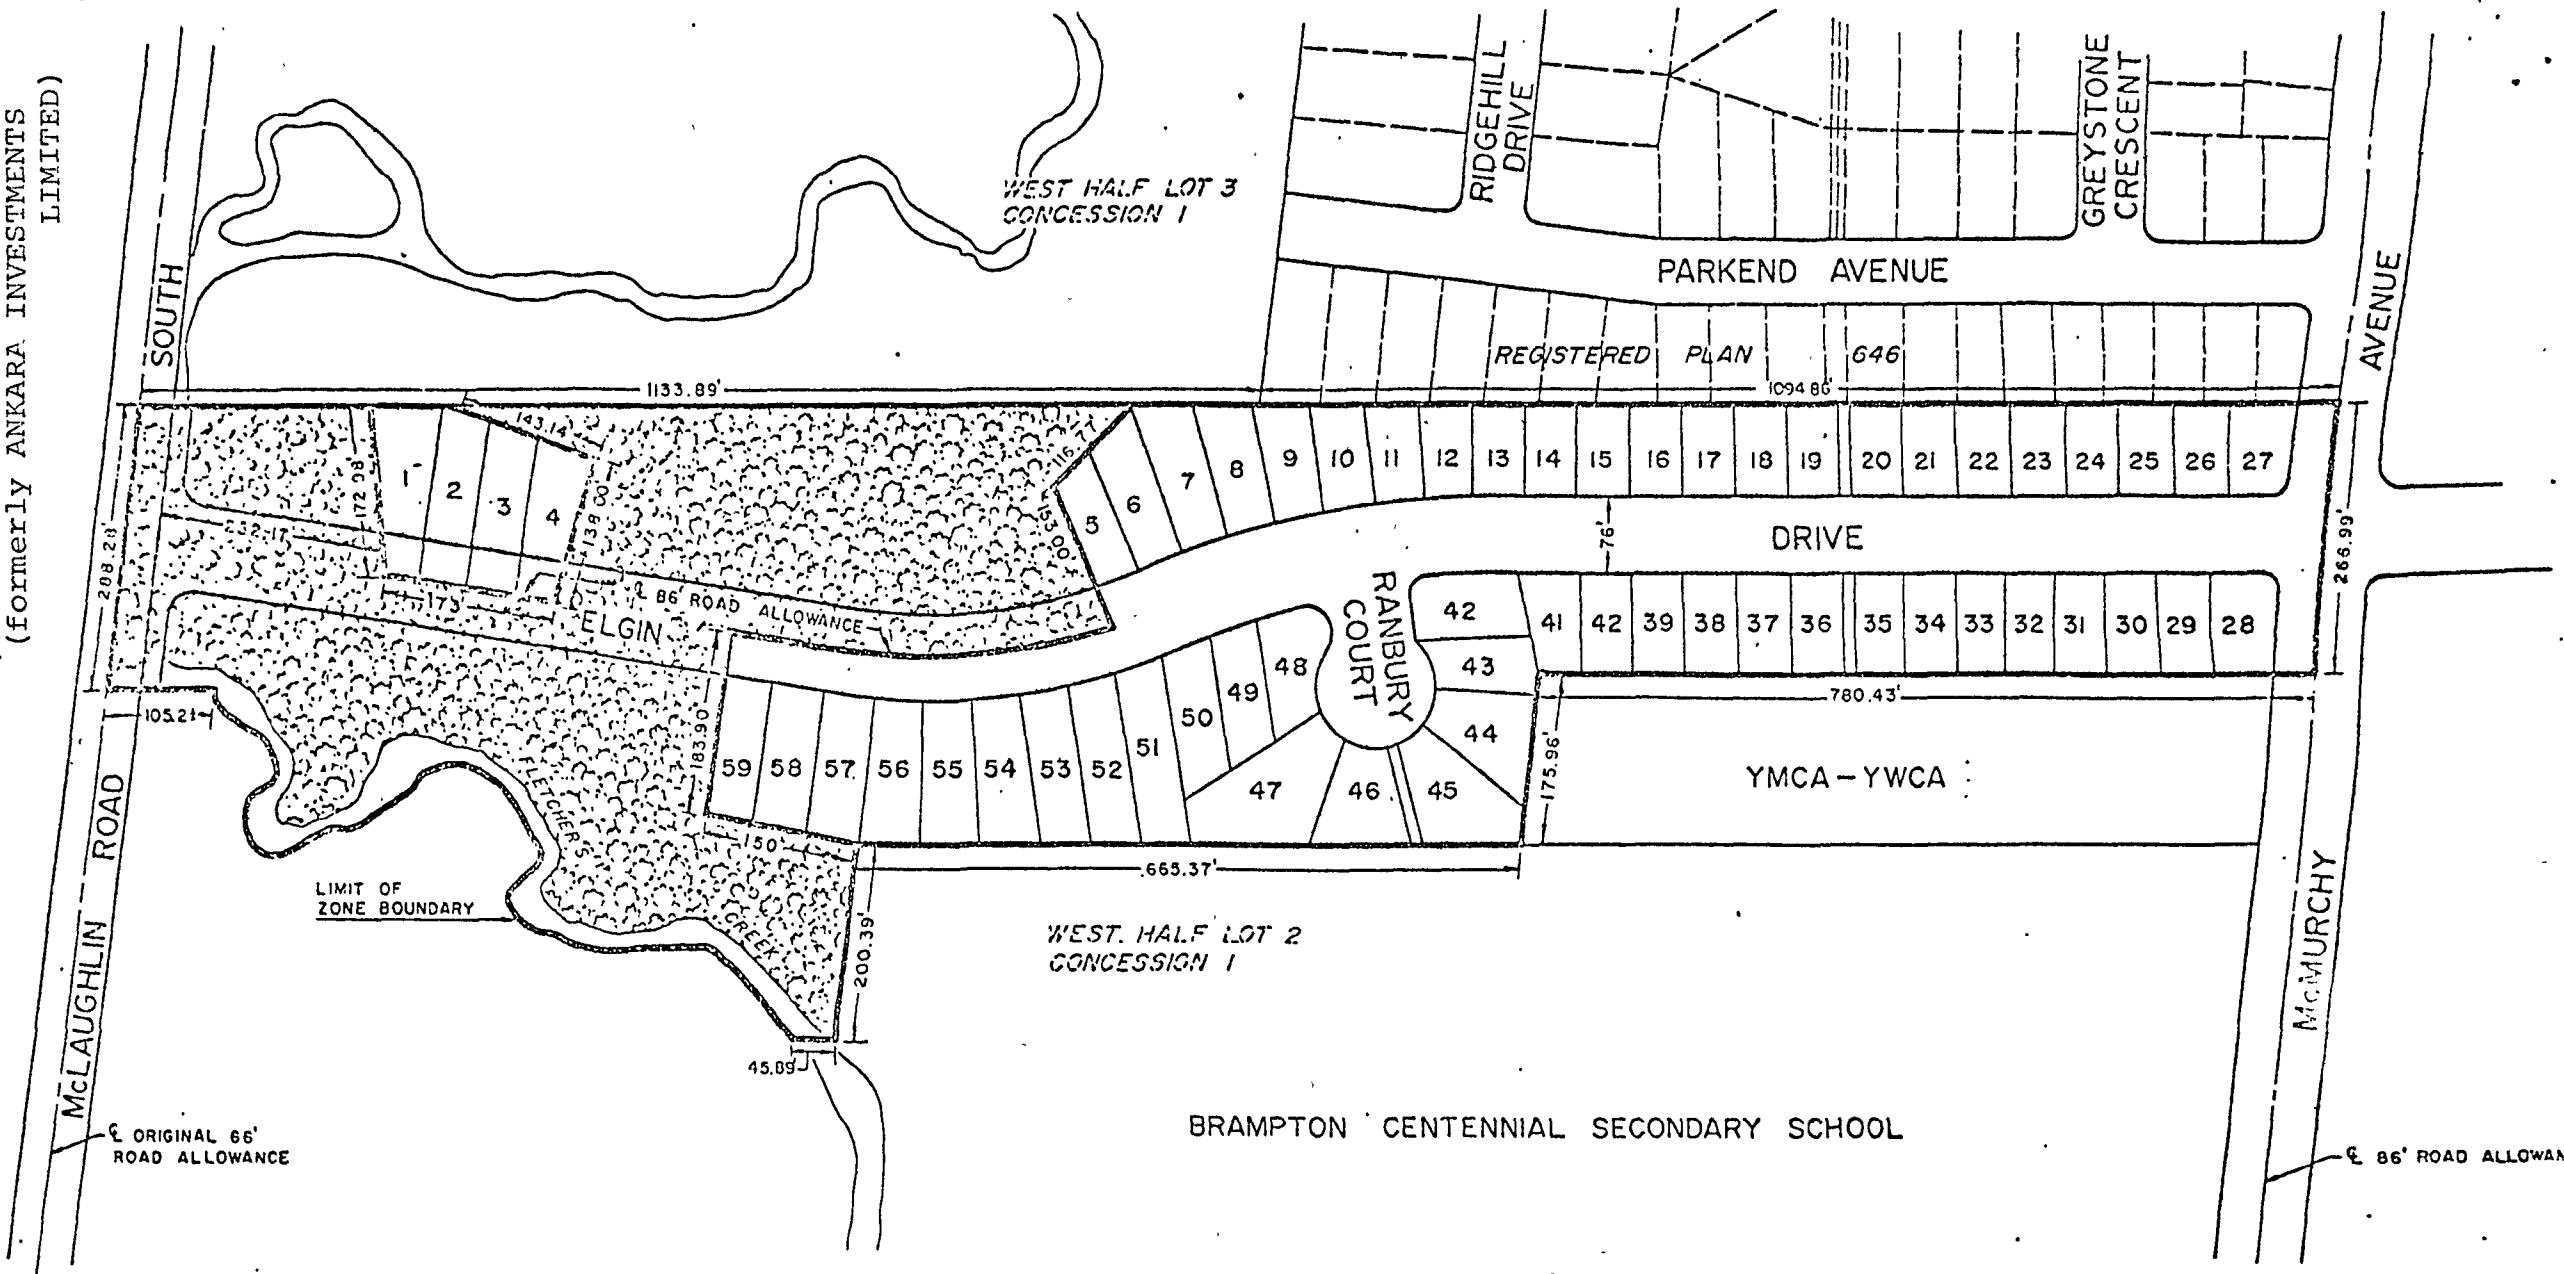 (formerly ANKARA INVESTMENTS
LIMITED)
SOUTH
WEST HALF LOT 3
CONCESSION 1
RIDGEHILL
DRIVE
GREYSTONE
CRESCENT
PARKEND AVENUE
AVENUE
REGISTERED PLAN 646
1133.89'
1094.86'
143.14'
116.
172.98'
138.00'
153.00'
232.17'
288.28'
173'
1 2 3 4
5 6 7 8 9 10 11 12 13 14 15 16 17 18 19 20 21 22 23 24 25 26 27
76'
DRIVE
266.99'
℄ 86' ROAD ALLOWANCE
ELGIN
RANBURY
COURT
42 41 42 39 38 37 36 35 34 33 32 31 30 29 28
43
44
45
46
47
48
49
50
51
59 58 57 56 55 54 53 52
780.43'
175.96'
YMCA-YWCA
105.21
183.90
150'
665.37'
200.39'
45.89
FLETCHER'S
CREEK
LIMIT OF
ZONE BOUNDARY
WEST. HALF LOT 2
CONCESSION 1
McLAUGHLIN ROAD
McMURCHY
BRAMPTON CENTENNIAL SECONDARY SCHOOL
℄ ORIGINAL 66'
ROAD ALLOWANCE
℄ 86' ROAD ALLOWAN